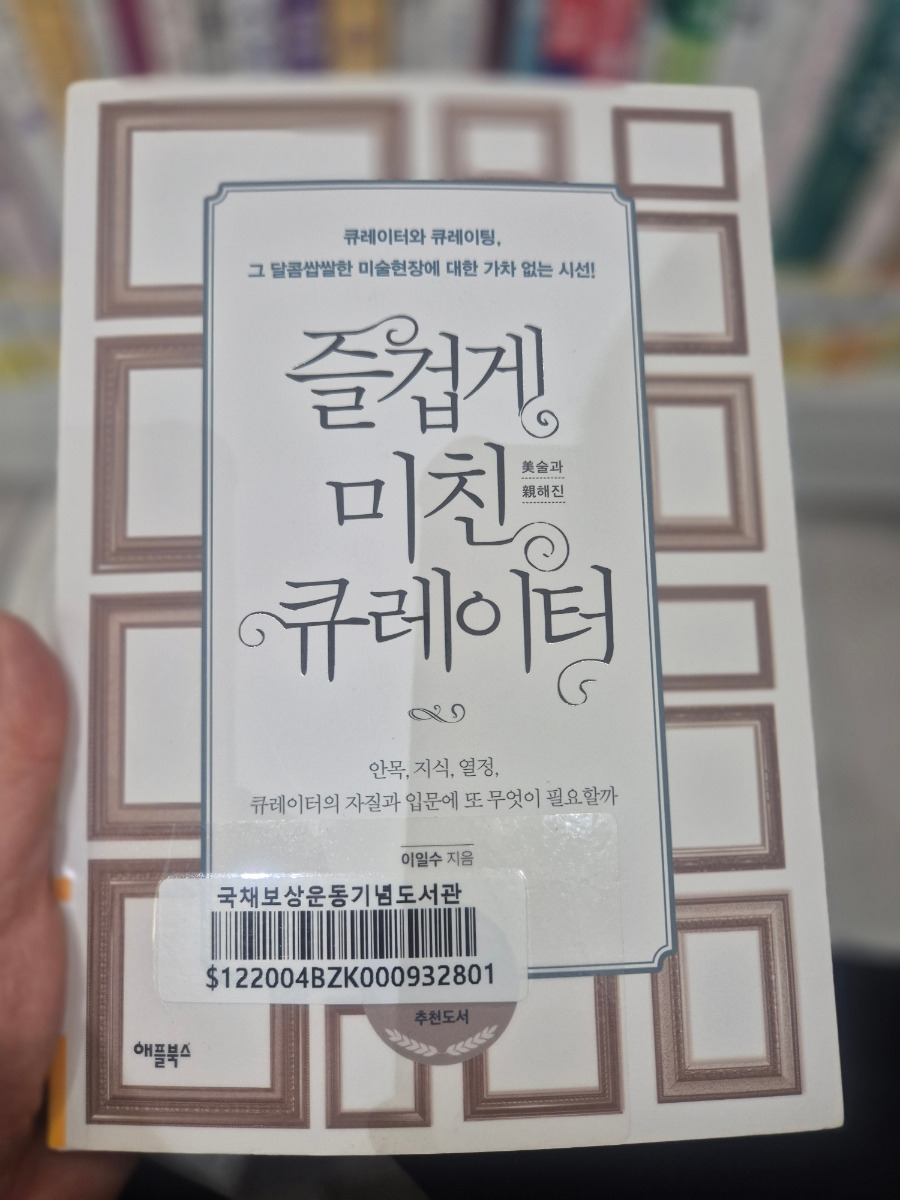 큐레이터와 큐레이팅,
그 달콤쌉쌀한 미술현장에 대한 가차 없는 시선!
즐겁게
미친
美술과
親해진
큐레이터
안목, 지식, 열정,
큐레이터의 자질과 입문에 또 무엇이 필요할까
이일수 지음
국채보상운동기념도서관
$122004BZK000932801
추천도서
애플북스